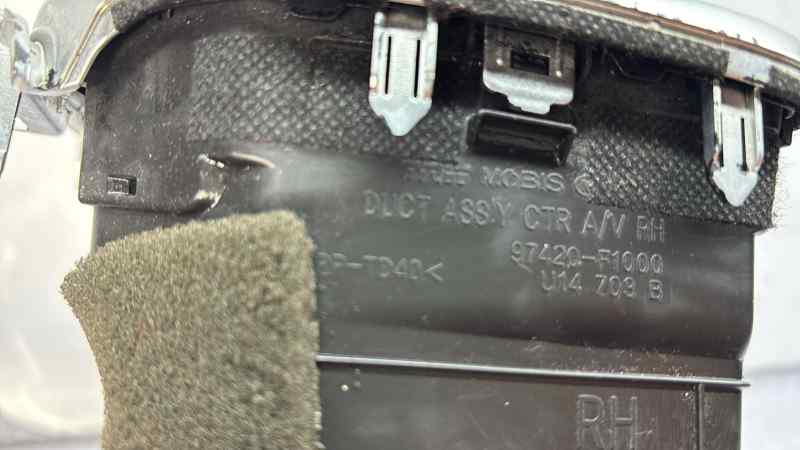 MOBIS
DUCT ASS'Y CTR A/V RH
PP-TD40<
97420-F1000
U14 Z03 B
RH